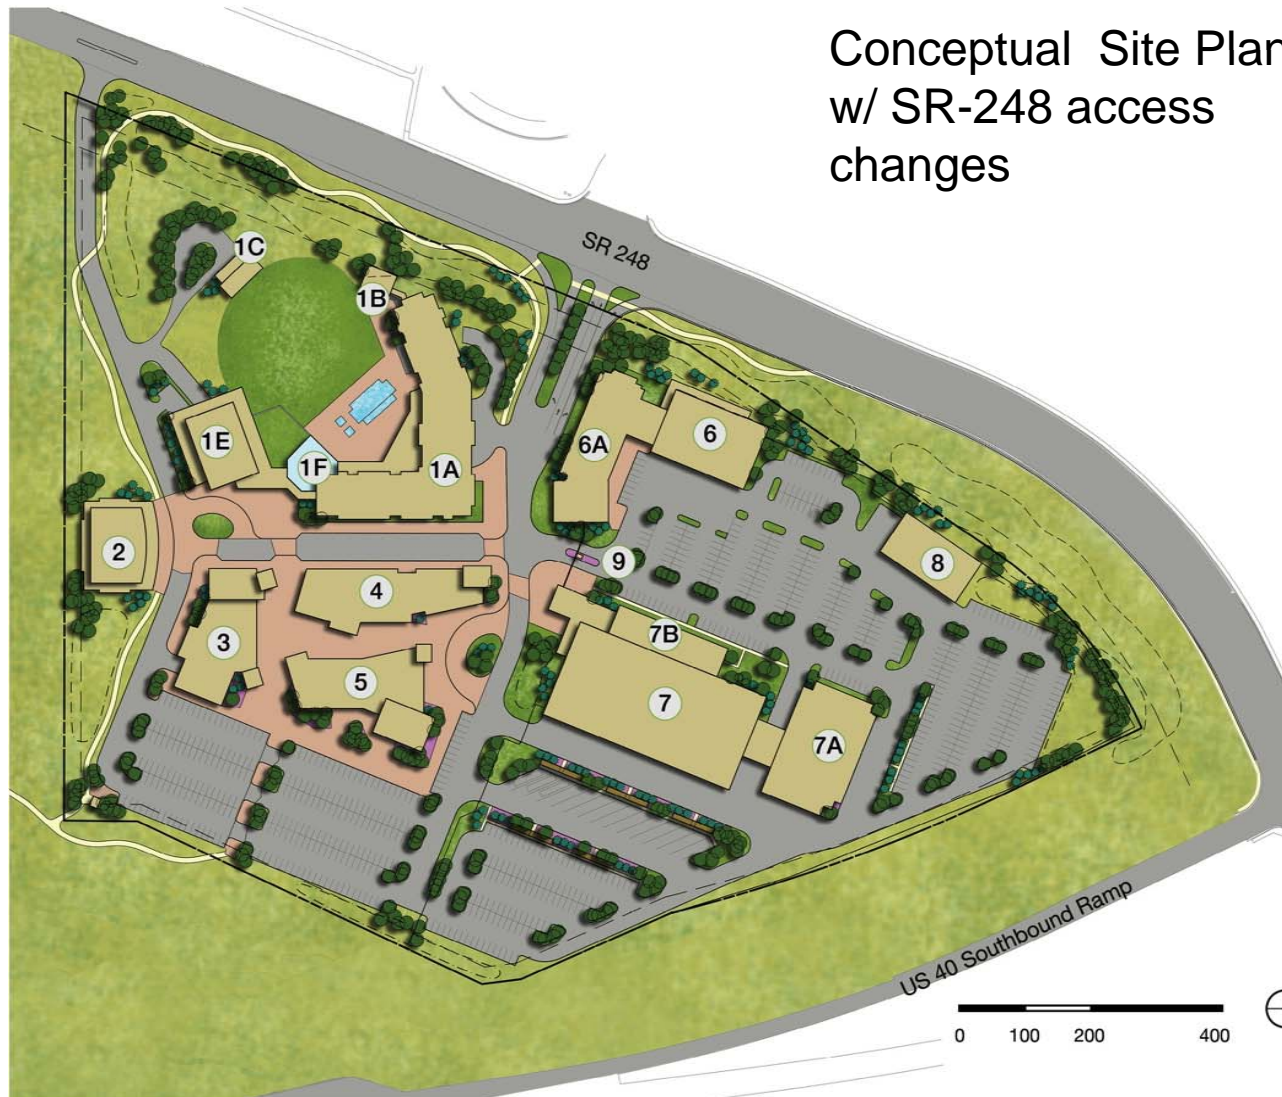 Conceptual Site Plan
w/ SR-248 access
changes
SR 248
1C
1B
1E
1F
1A
6A
6
2
9
8
4
3
7B
5
7
7A
US 40 Southbound Ramp
0 100 200 400